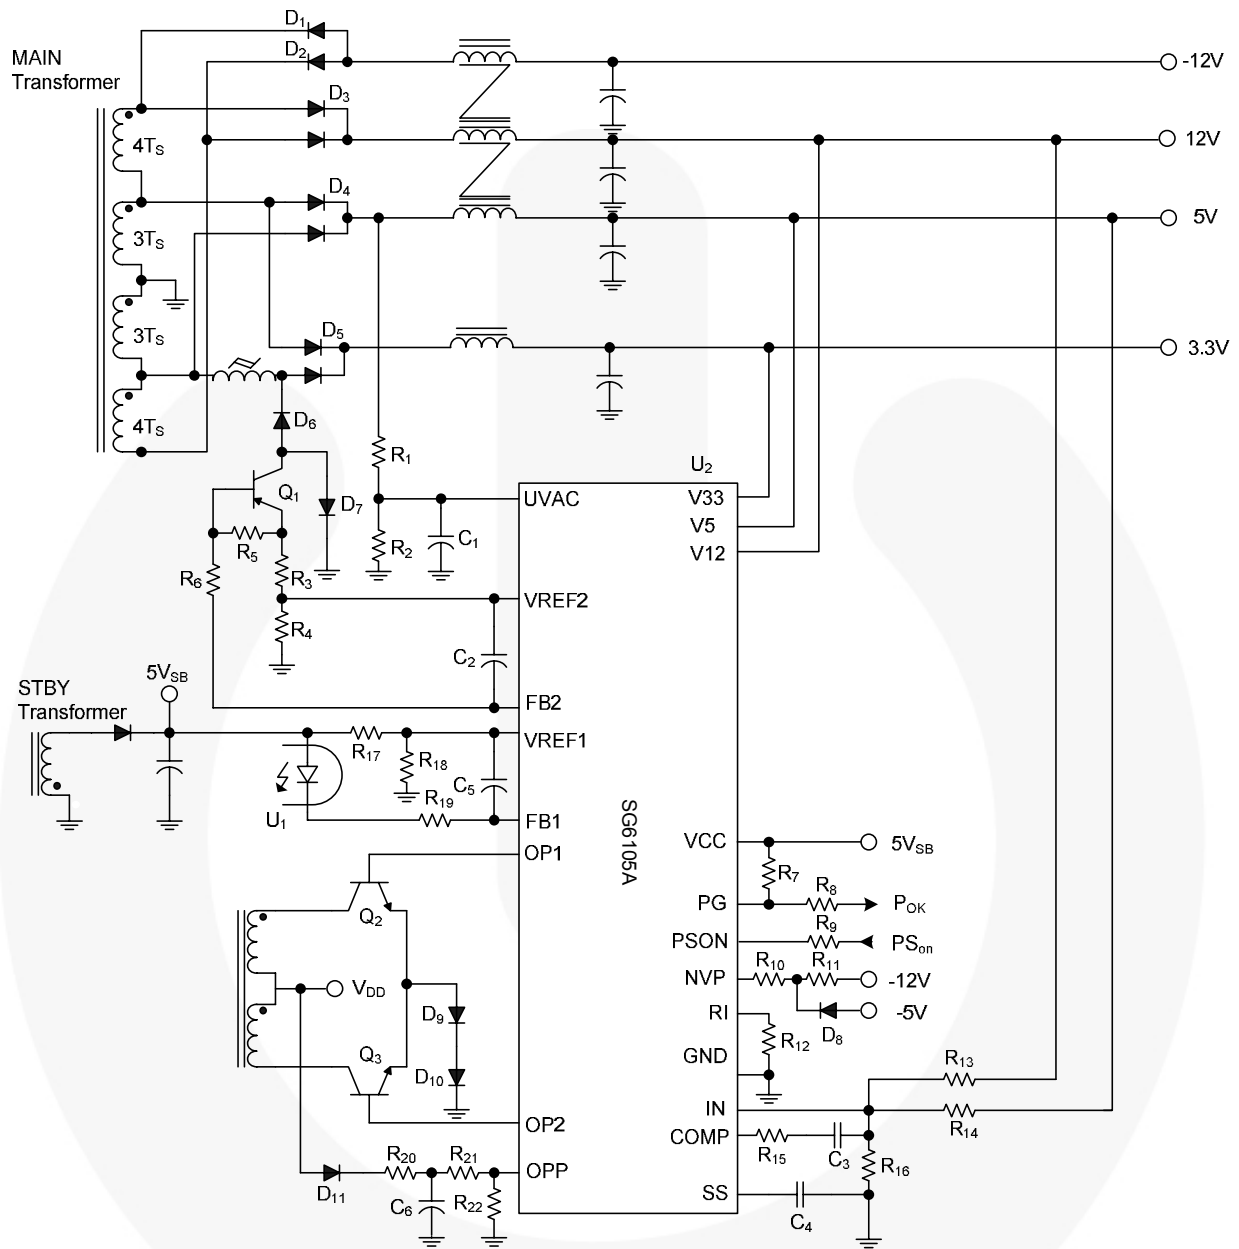 D1
D2
-12V
MAIN
Transformer
D3
12V
4TS
D4
5V
3TS
3TS
D5
3.3V
D6
4TS
R1
U2
Q1
D7
UVAC
V33
V5
R5
R2
C1
V12
R6
R3
VREF2
R4
C2
5VSB
STBY
Transformer
FB2
VREF1
R17
R18
C5
R19
U1
FB1
SG6105A
OP1
VCC
5VSB
R7
R8
PG
POK
Q2
R9
PSON
PSon
R10
R11
NVP
-12V
VDD
RI
D8
-5V
D9
R12
Q3
GND
R13
D10
IN
R14
OP2
COMP
R15
C3
R16
R20
R21
OPP
D11
C6
R22
SS
C4